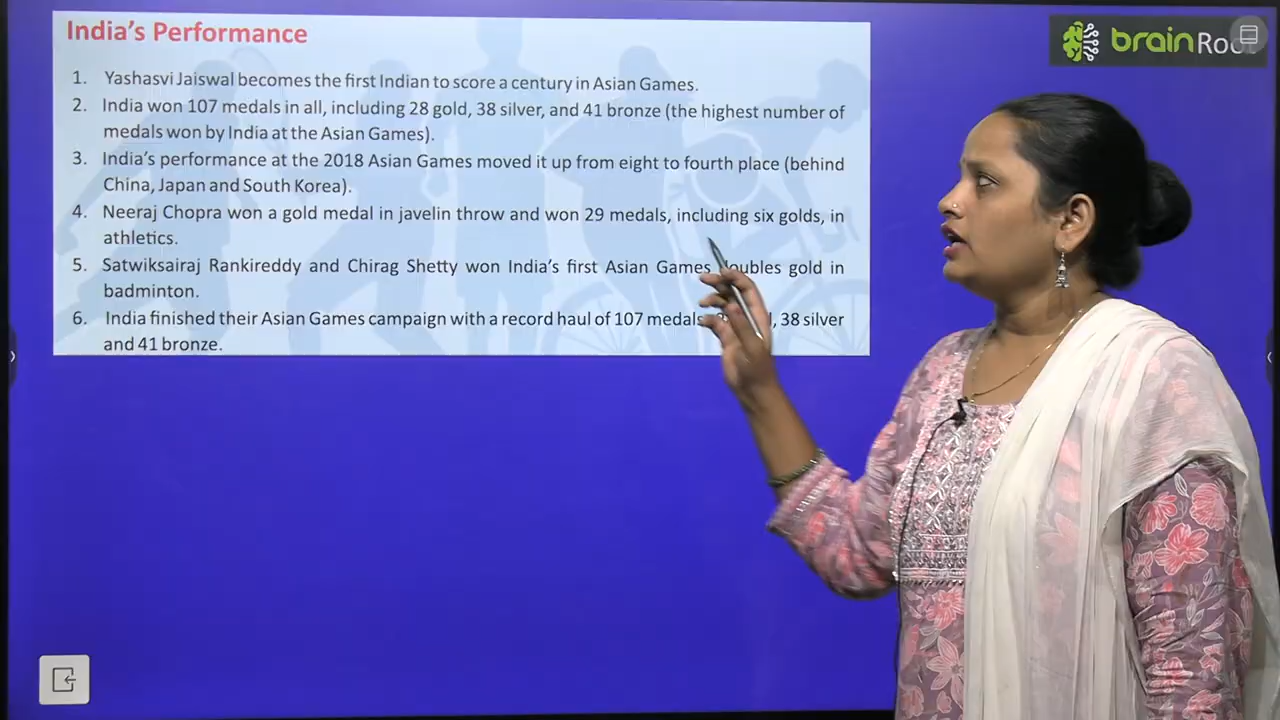 India's Performance
brainRoot
1. Yashasvi Jaiswal becomes the first Indian to score a century in Asian Games.
2. India won 107 medals in all, including 28 gold, 38 silver, and 41 bronze (the highest number of
medals won by India at the Asian Games).
3. India's performance at the 2018 Asian Games moved it up from eight to fourth place (behind
China, Japan and South Korea).
4. Neeraj Chopra won a gold medal in javelin throw and won 29 medals, including six golds, in
athletics.
5. Satwiksairaj Rankireddy and Chirag Shetty won India's first Asian Games doubles gold in
badminton.
6. India finished their Asian Games campaign with a record haul of 107 medals 38 silver
and 41 bronze.